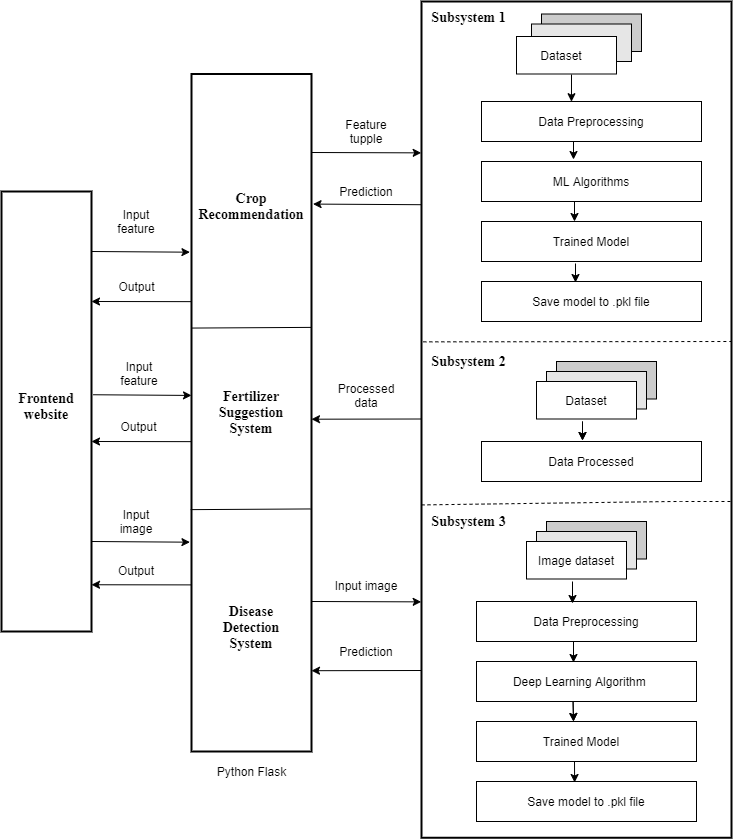 Subsystem 1
Dataset
Data Preprocessing
ML Algorithms
Trained Model
Save model to .pkl file
Feature
tupple
Prediction
Crop
Recommendation
Input
feature
Output
Subsystem 2
Dataset
Data Processed
Processed
data
Fertilizer
Suggestion
System
Input
feature
Output
Frontend
website
Subsystem 3
Image dataset
Data Preprocessing
Deep Learning Algorithm
Trained Model
Save model to .pkl file
Input image
Prediction
Disease
Detection
System
Input
image
Output
Python Flask